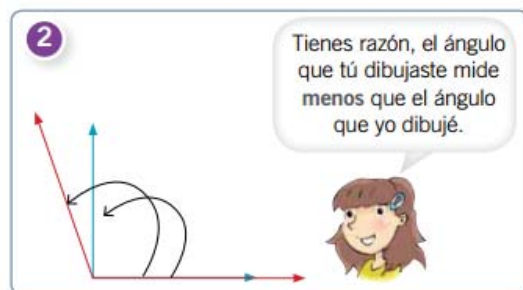 2
Tienes razón, el ángulo
que tú dibujaste mide
menos que el ángulo
que yo dibujé.